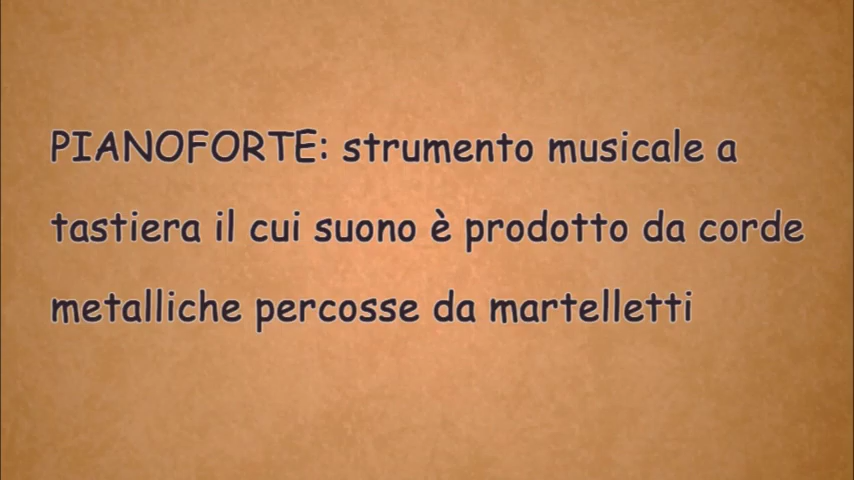 PIANOFORTE: strumento musicale a
tastiera il cui suono è prodotto da corde
metalliche percosse da martelletti